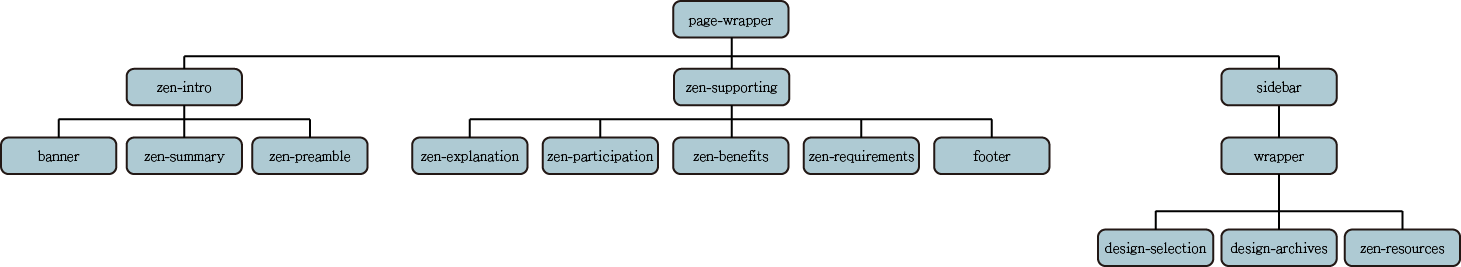 page-wrapper
zen-intro
zen-supporting
sidebar
banner
zen-summary
zen-preamble
zen-explanation
zen-participation
zen-benefits
zen-requirements
footer
wrapper
design-selection
design-archives
zen-resources